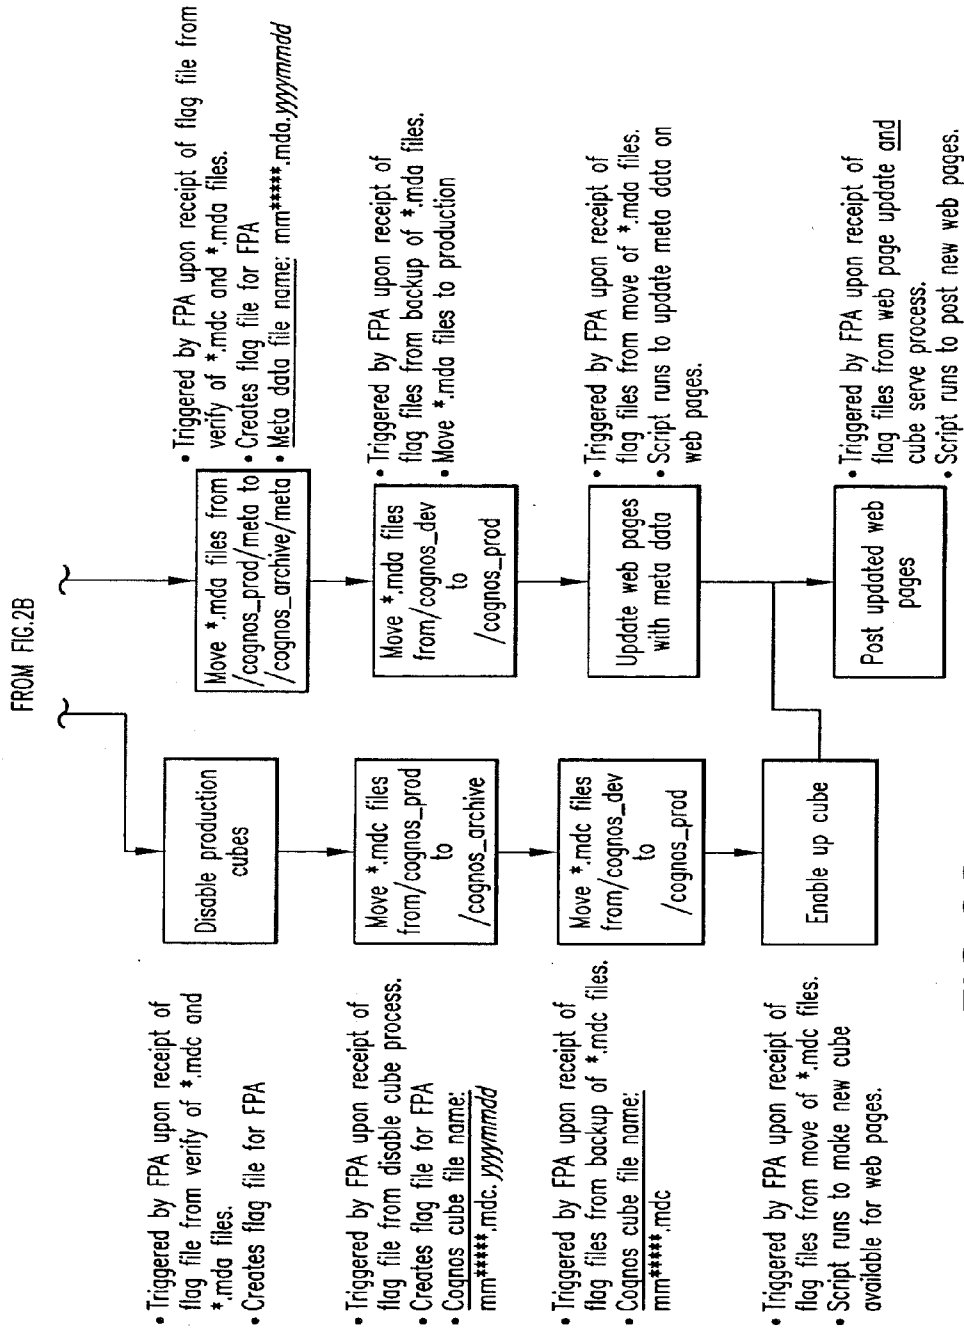 FROM FIG.2B
Disable production
cubes
• Triggered by FPA upon receipt of
flag file from verify of *.mdc and
*.mda files.
• Creates flag file for FPA
Move *.mdc files
from/cognos_prod
to
/cognos_archive
• Triggered by FPA upon receipt of
flag file from disable cube process.
• Creates flag file for FPA
• Cognos cube file name:
mm*****.mdc.yyyymmdd
Move *.mdc files
from/cognos_dev
to
/cognos_prod
• Triggered by FPA upon receipt of
flag files from backup of *.mdc files.
• Cognos cube file name:
mm*****.mdc
Enable up cube
• Triggered by FPA upon receipt of
flag files from move of *.mdc files.
• Script runs to make new cube
available for web pages.
Move *.mda files from
/cognos_prod/meta to
/cognos_archive/meta
• Triggered by FPA upon receipt of flag file from
verify of *.mdc and *.mda files.
• Creates flag file for FPA
• Meta data file name: mm*****.mda.yyyymmdd
Move *.mda files
from/cognos_dev
to
/cognos_prod
• Triggered by FPA upon receipt of
flag files from backup of *.mda files.
• Move *.mda files to production
Update web pages
with meta data
• Triggered by FPA upon receipt of
flag files from move of *.mda files.
• Script runs to update meta data on
web pages.
Post updated web
pages
• Triggered by FPA upon receipt of
flag files from web page update and
cube serve process.
• Script runs to post new web pages.